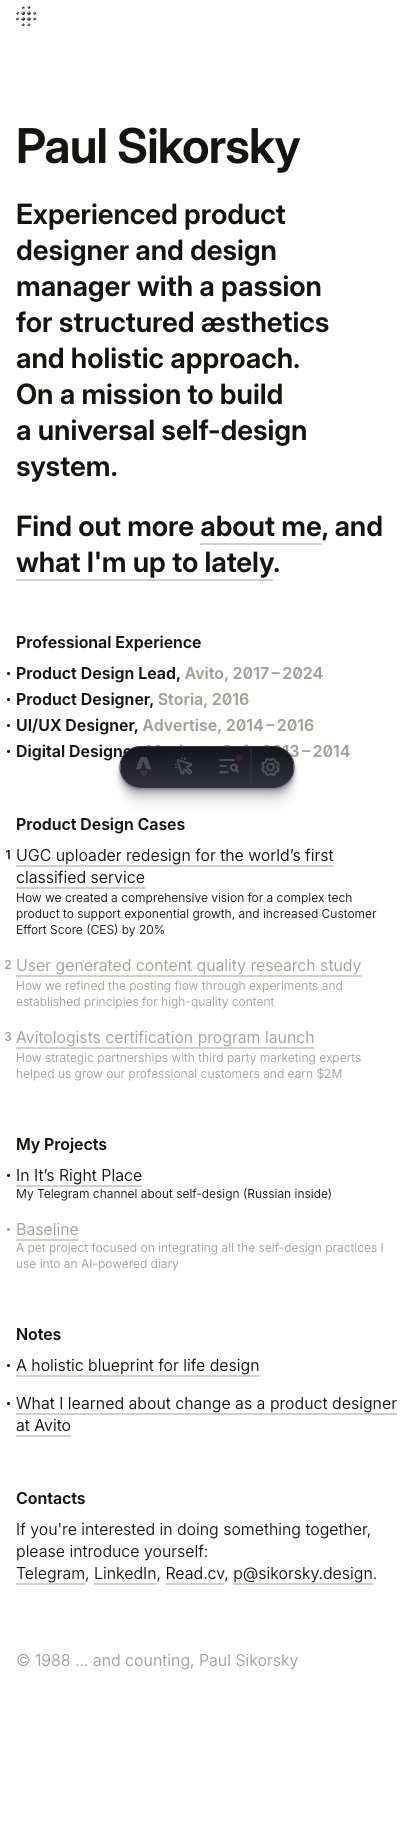 Paul Sikorsky
Experienced product
designer and design
manager with a passion
for structured æsthetics
and holistic approach.
On a mission to build
a universal self-design
system.
Find out more about me, and
what I'm up to lately.
Professional Experience
· Product Design Lead, Avito, 2017 – 2024
· Product Designer, Storia, 2016
· UI/UX Designer, Advertise, 2014 – 2016
· Digital Designer, 2013 – 2014
Product Design Cases
1 UGC uploader redesign for the world’s first
classified service
How we created a comprehensive vision for a complex tech
product to support exponential growth, and increased Customer
Effort Score (CES) by 20%
2 User generated content quality research study
How we refined the posting flow through experiments and
established principles for high-quality content
3 Avitologists certification program launch
How strategic partnerships with third party marketing experts
helped us grow our professional customers and earn $2M
My Projects
· In It’s Right Place
My Telegram channel about self-design (Russian inside)
· Baseline
A pet project focused on integrating all the self-design practices I
use into an AI-powered diary
Notes
· A holistic blueprint for life design
· What I learned about change as a product designer
at Avito
Contacts
If you're interested in doing something together,
please introduce yourself:
Telegram, LinkedIn, Read.cv, p@sikorsky.design.
© 1988 ... and counting, Paul Sikorsky